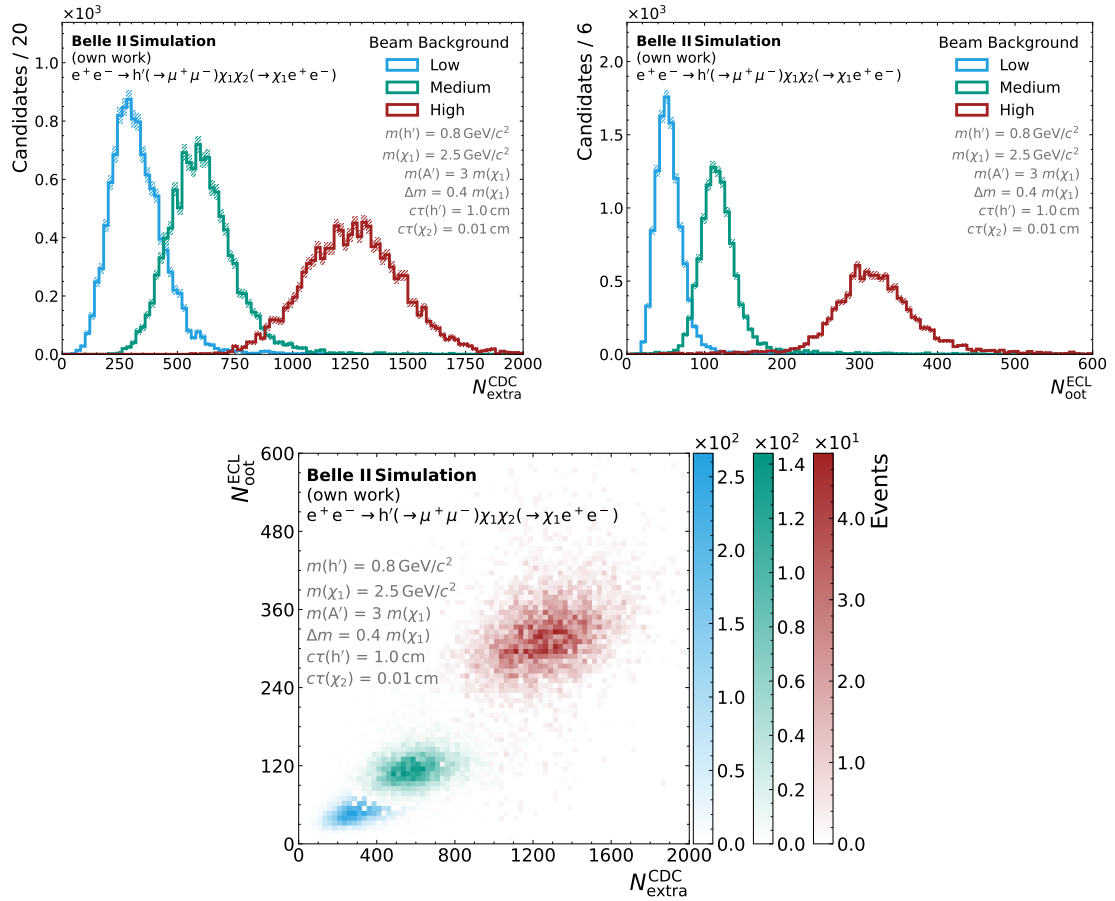 ×10³
Belle II Simulation
(own work)
e⁺e⁻ → h′(→ μ⁺μ⁻)χ₁χ₂(→ χ₁e⁺e⁻)
Beam Background
Low
Medium
High
m(h′) = 0.8 GeV/c²
m(χ₁) = 2.5 GeV/c²
m(A′) = 3 m(χ₁)
Δm = 0.4 m(χ₁)
cτ(h′) = 1.0 cm
cτ(χ₂) = 0.01 cm
Candidates / 20
1.0
0.8
0.6
0.4
0.2
0.0
0 250 500 750 1000 1250 1500 1750 2000
N^CDC_extra
×10³
Belle II Simulation
(own work)
e⁺e⁻ → h′(→ μ⁺μ⁻)χ₁χ₂(→ χ₁e⁺e⁻)
Beam Background
Low
Medium
High
m(h′) = 0.8 GeV/c²
m(χ₁) = 2.5 GeV/c²
m(A′) = 3 m(χ₁)
Δm = 0.4 m(χ₁)
cτ(h′) = 1.0 cm
cτ(χ₂) = 0.01 cm
Candidates / 6
2.0
1.5
1.0
0.5
0.0
0 100 200 300 400 500 600
N^ECL_oot
Belle II Simulation
(own work)
e⁺e⁻ → h′(→ μ⁺μ⁻)χ₁χ₂(→ χ₁e⁺e⁻)
m(h′) = 0.8 GeV/c²
m(χ₁) = 2.5 GeV/c²
m(A′) = 3 m(χ₁)
Δm = 0.4 m(χ₁)
cτ(h′) = 1.0 cm
cτ(χ₂) = 0.01 cm
N^ECL_oot
600
480
360
240
120
0
0 400 800 1200 1600 2000
N^CDC_extra
×10²
2.5
2.0
1.5
1.0
0.5
0.0
×10²
1.4
1.2
1.0
0.8
0.6
0.4
0.2
0.0
×10¹
4.0
3.0
2.0
1.0
0.0
Events